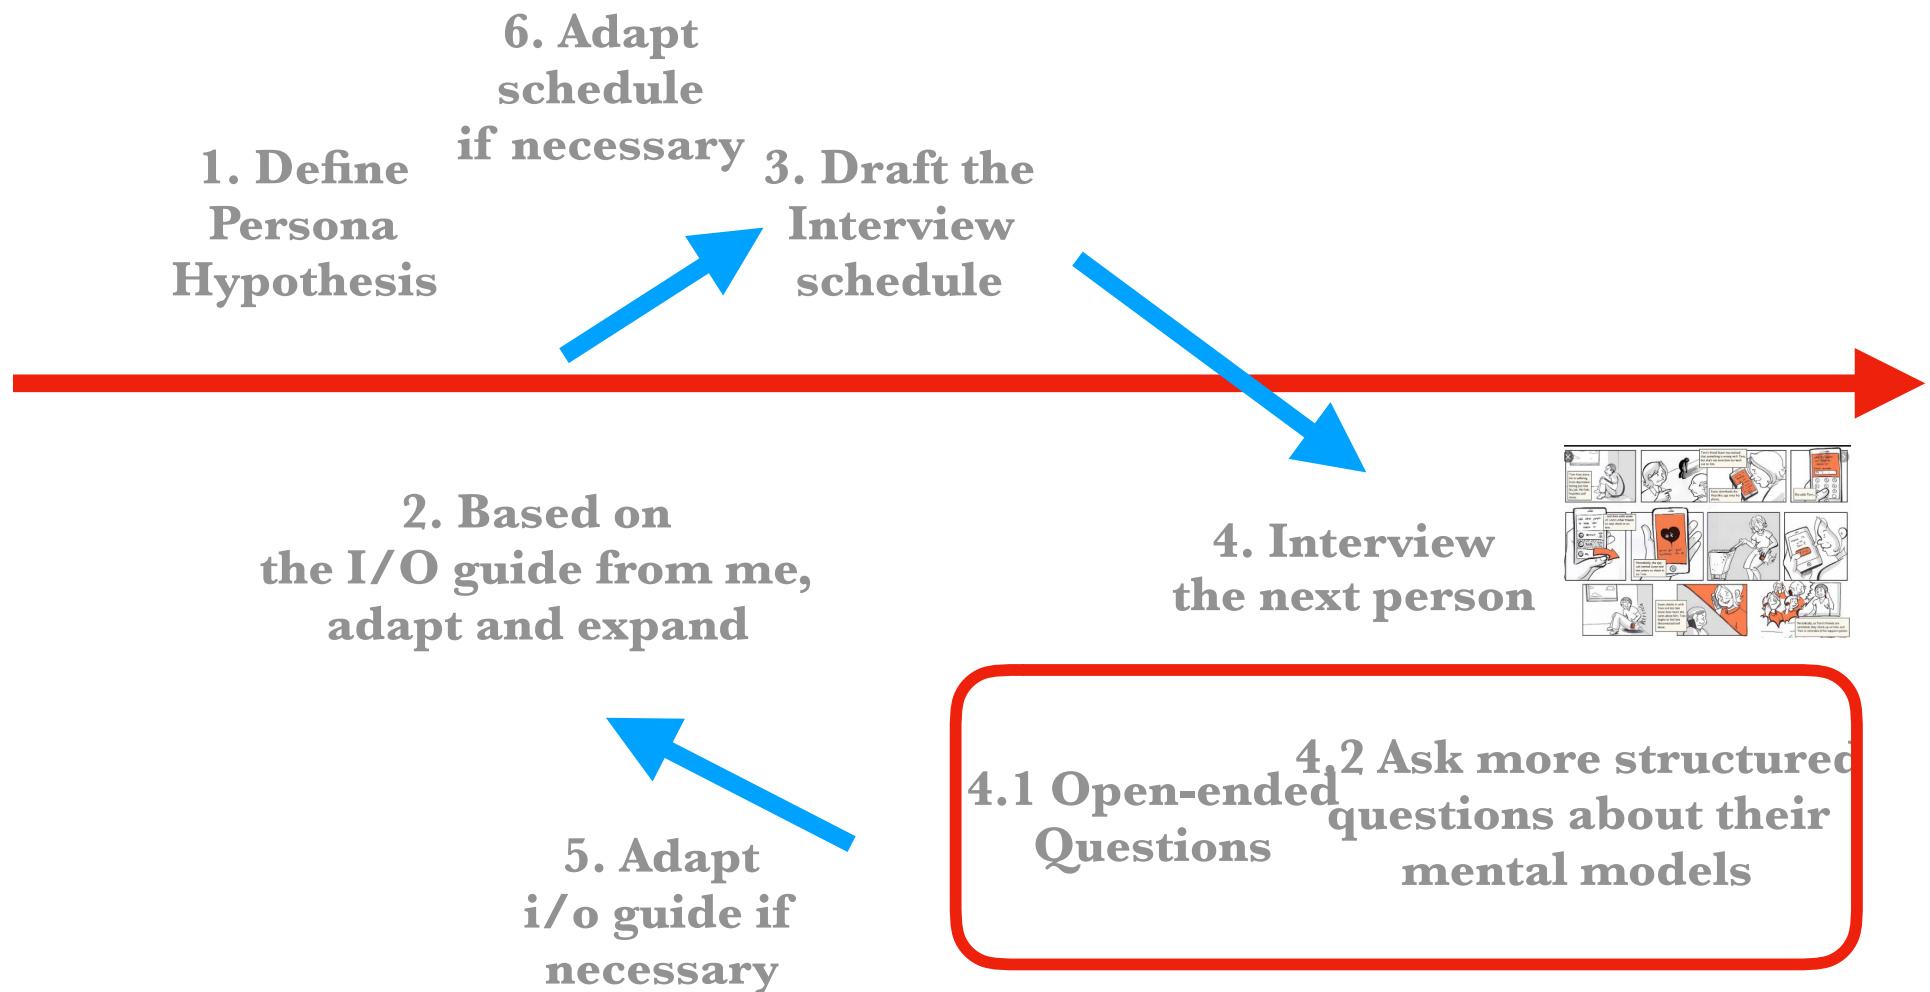 6. Adapt
schedule
if necessary
1. Define
Persona
Hypothesis
3. Draft the
Interview
schedule
2. Based on
the I/O guide from me,
adapt and expand
4. Interview
the next person
4.1 Open-ended
Questions
4.2 Ask more structured
questions about their
mental models
5. Adapt
i/o guide if
necessary